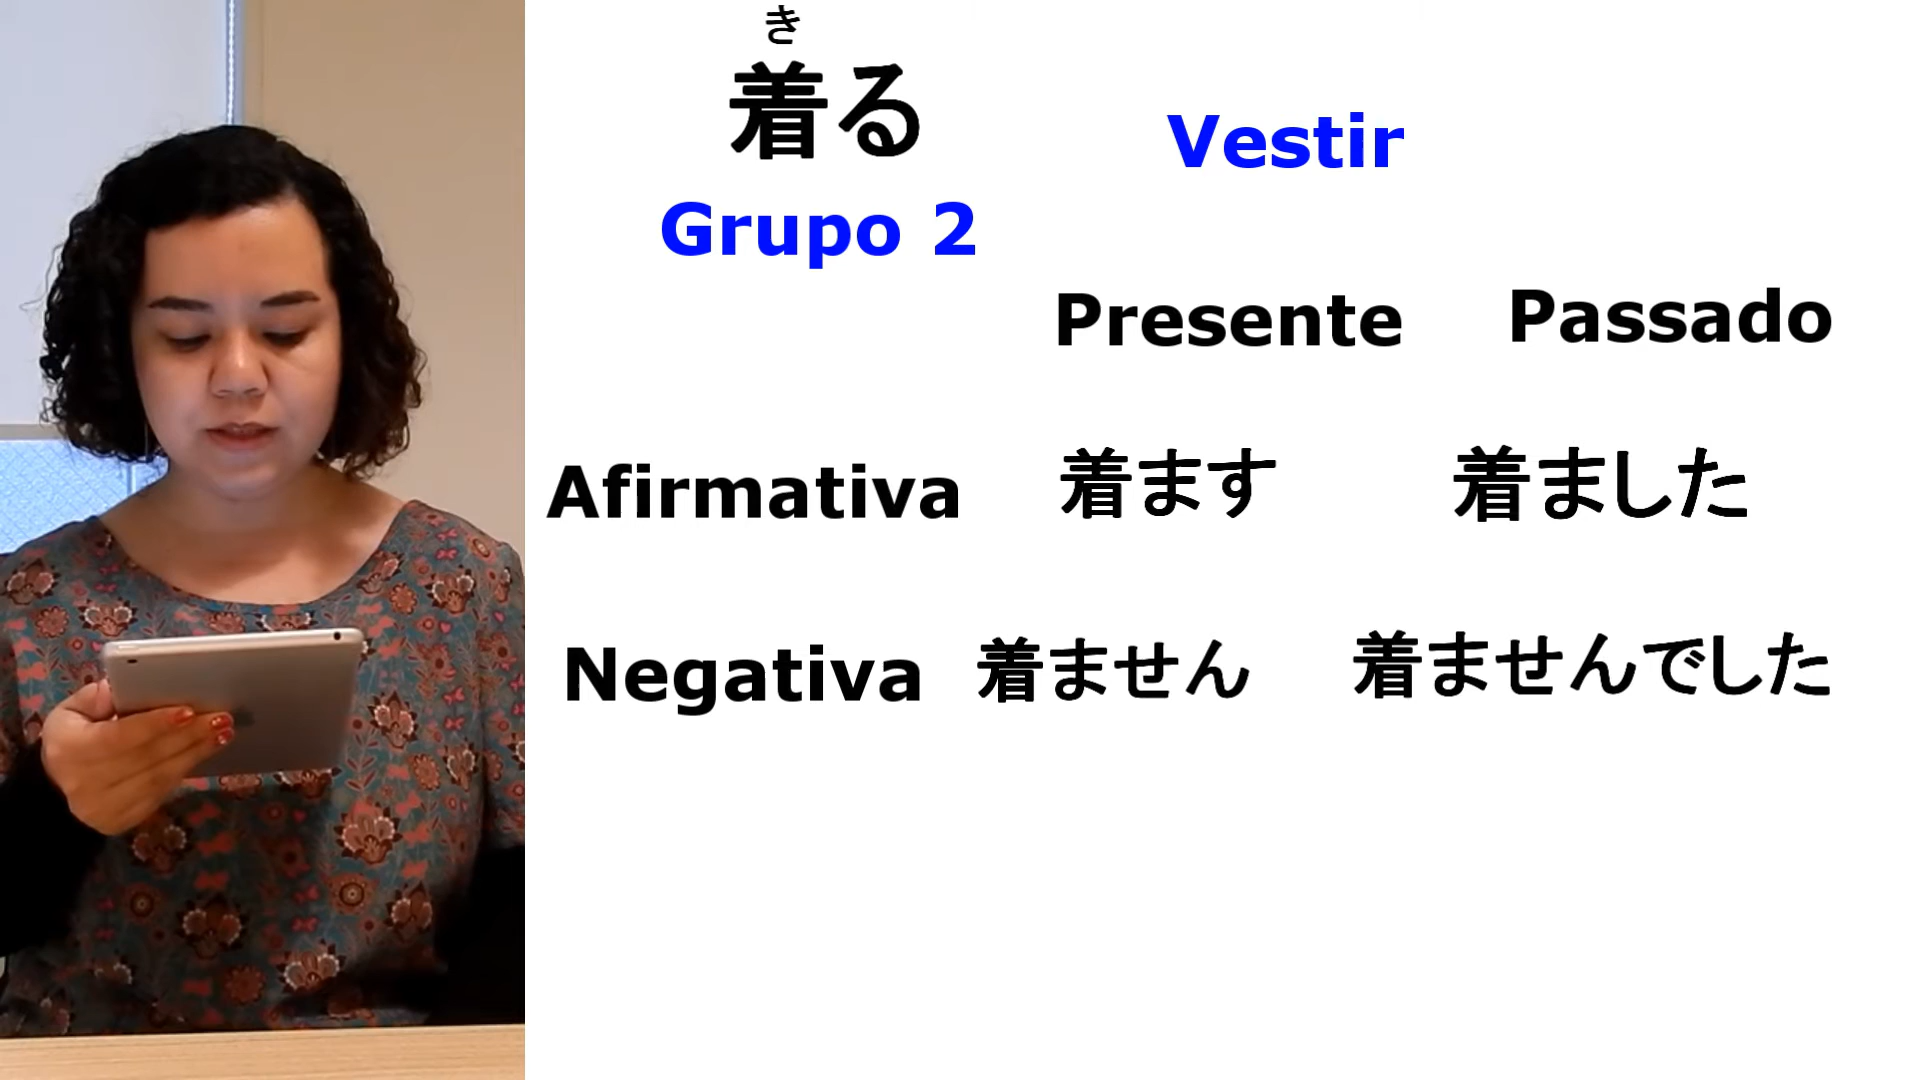 き
着る
Vestir
Grupo 2
Presente Passado
Afirmativa 着ます 着ました
Negativa 着ません 着ませんでした